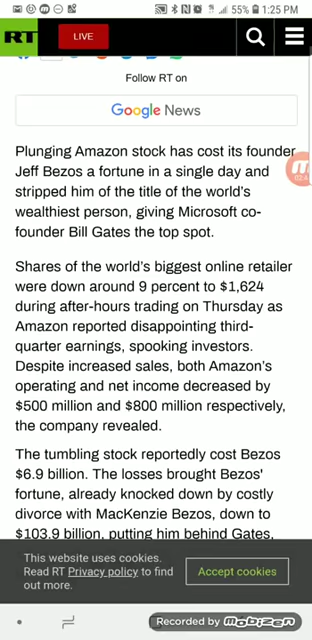 55% 1:25 PM
RT
LIVE
Follow RT on
Google News
Plunging Amazon stock has cost its founder
Jeff Bezos a fortune in a single day and
stripped him of the title of the world's
wealthiest person, giving Microsoft co-
founder Bill Gates the top spot.
Shares of the world's biggest online retailer
were down around 9 percent to $1,624
during after-hours trading on Thursday as
Amazon reported disappointing third-
quarter earnings, spooking investors.
Despite increased sales, both Amazon's
operating and net income decreased by
$500 million and $800 million respectively,
the company revealed.
The tumbling stock reportedly cost Bezos
$6.9 billion. The losses brought Bezos'
fortune, already knocked down by costly
divorce with MacKenzie Bezos, down to
$103.9 billion, putting him behind Gates,
This website uses cookies.
Read RT Privacy policy to find
out more.
Accept cookies
Recorded by mobizen